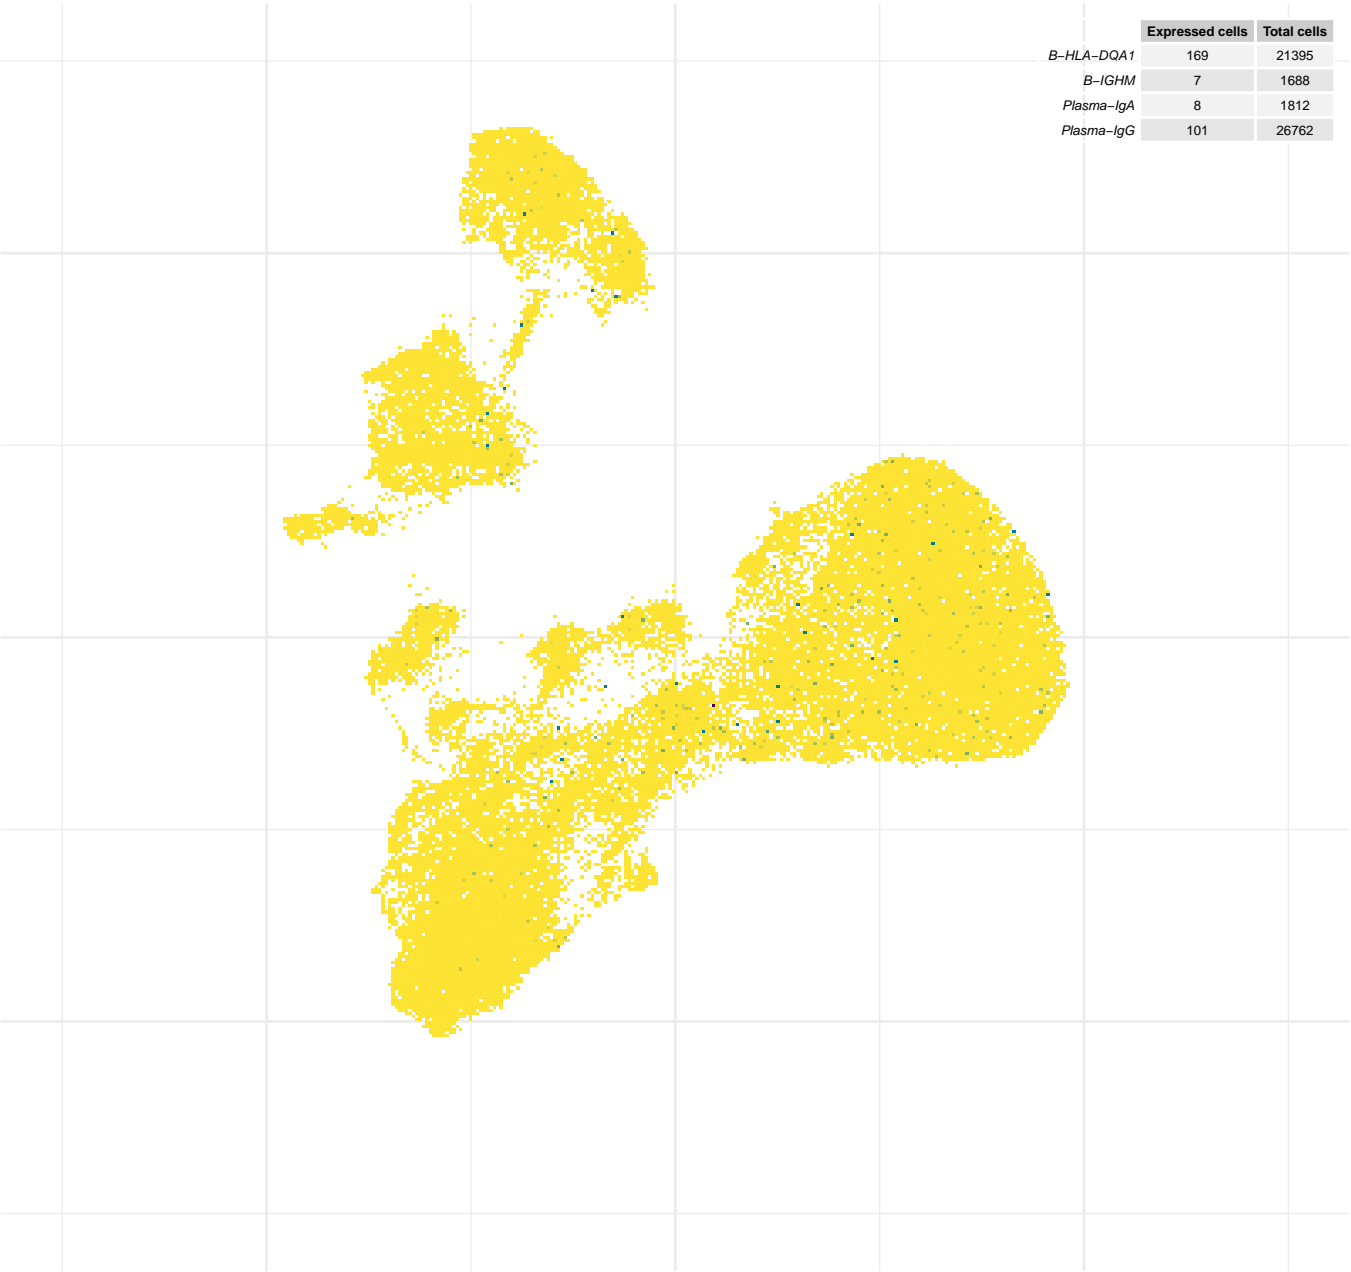 Expressed cells Total cells
B−HLA−DQA1 169 21395
B−IGHM 7 1688
Plasma−IgA 8 1812
Plasma−IgG 101 26762